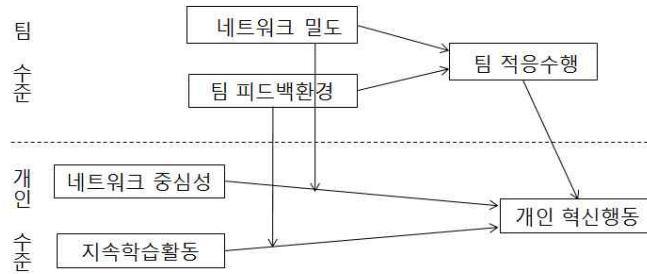 팀 수준
네트워크 밀도
팀 피드백환경
팀 적응수행
개인 수준
네트워크 중심성
지속학습활동
개인 혁신행동